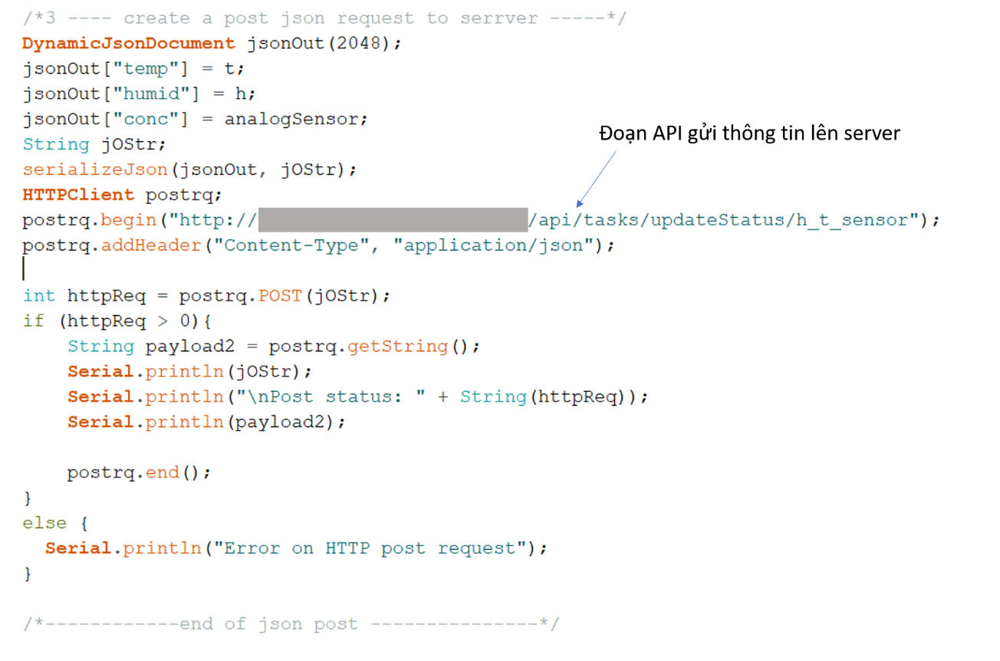 /*3 ---- create a post json request to serrver -----*/
DynamicJsonDocument jsonOut(2048);
jsonOut["temp"] = t;
jsonOut["humid"] = h;
jsonOut["conc"] = analogSensor;
Đoạn API gửi thông tin lên server
String jOStr;
serializeJson(jsonOut, jOStr);
HTTPClient postrq;
postrq.begin("http:// /api/tasks/updateStatus/h_t_sensor");
postrq.addHeader("Content-Type", "application/json");
int httpReq = postrq.POST(jOStr);
if (httpReq > 0){
String payload2 = postrq.getString();
Serial.println(jOStr);
Serial.println("\nPost status: " + String(httpReq));
Serial.println(payload2);
postrq.end();
}
else {
Serial.println("Error on HTTP post request");
}
/*------------end of json post ---------------*/